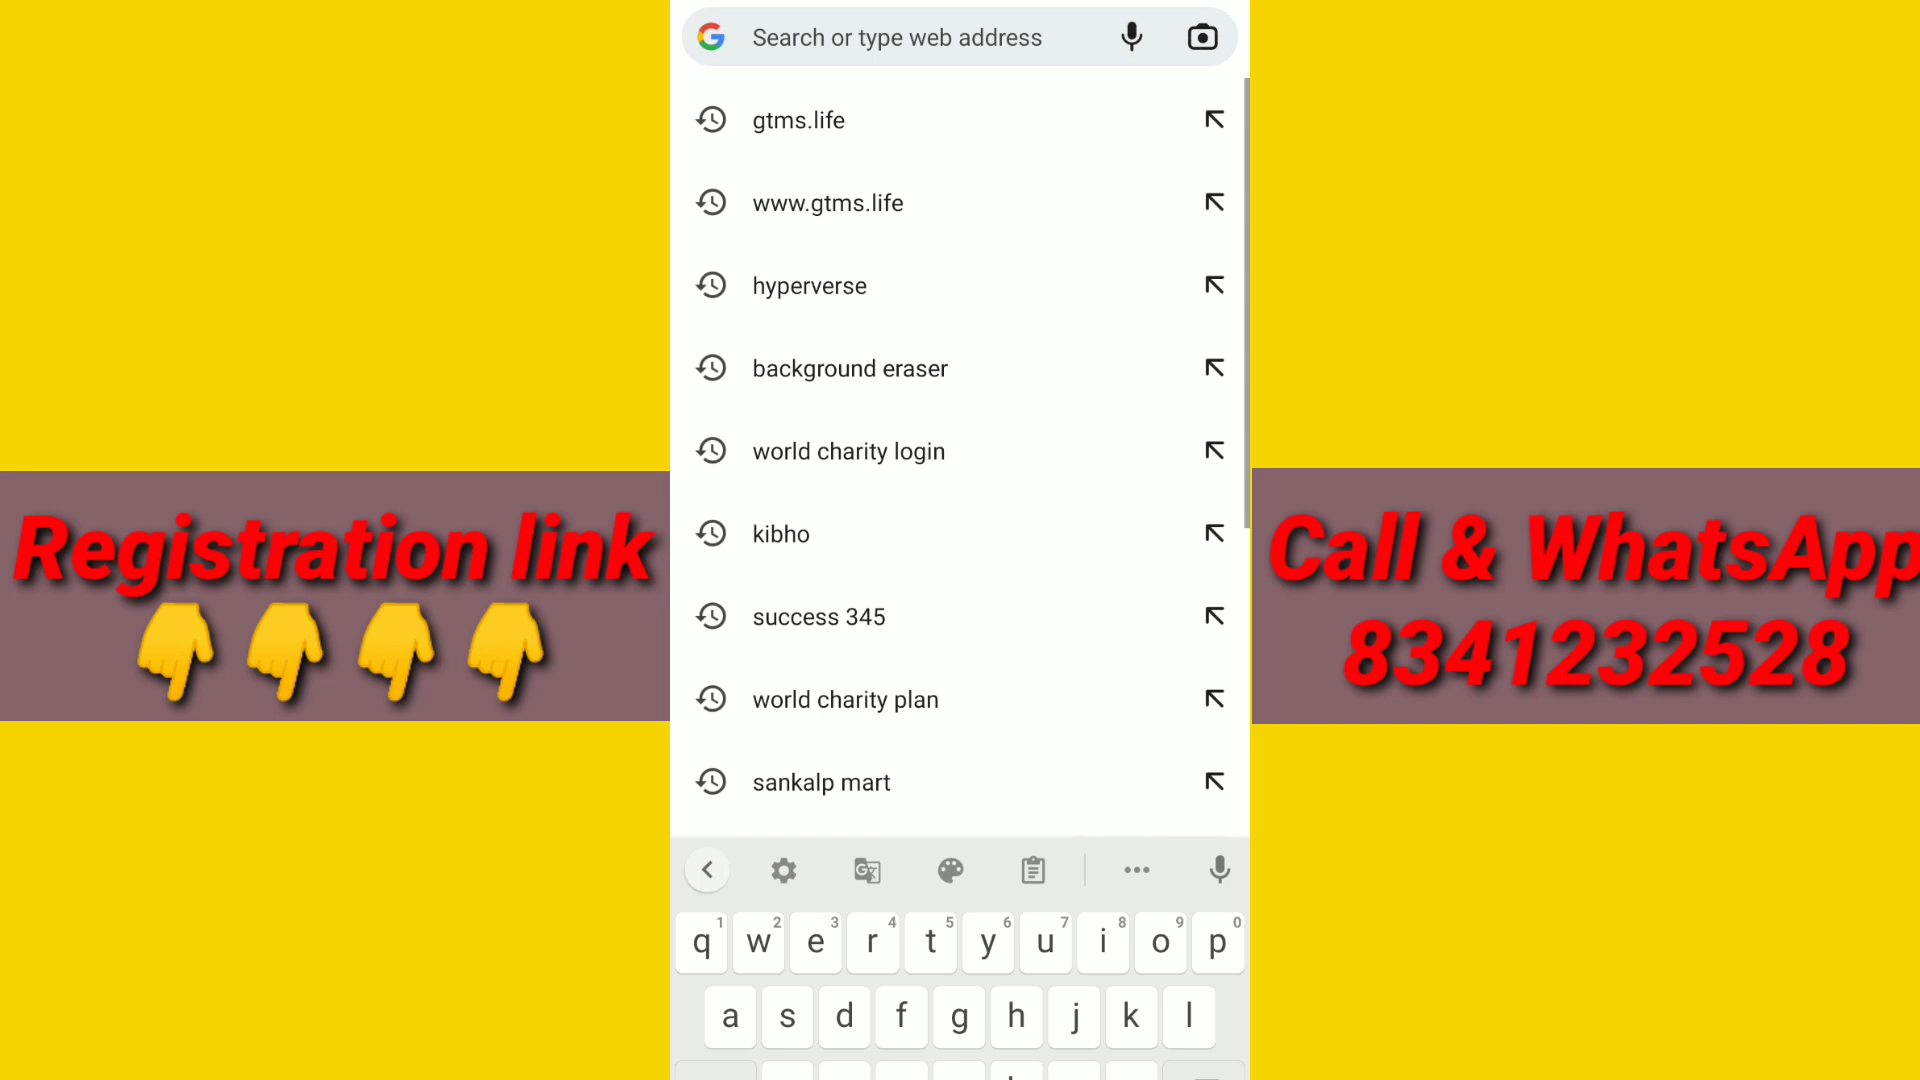 Search or type web address
gtms.life
www.gtms.life
hyperverse
background eraser
world charity login
kibho
success 345
world charity plan
sankalp mart
Registration link
👇👇👇👇
Call & WhatsApp
8341232528
1 2 3 4 5 6 7 8 9 0
q w e r t y u i o p
a s d f g h j k l